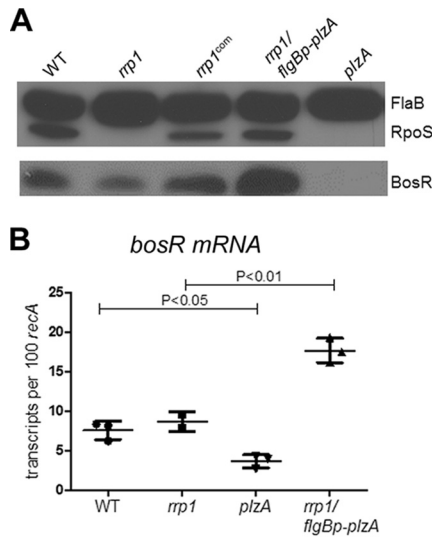 A
WT
rrp1
rrp1com
rrp1/
flgBp-plzA
plzA
FlaB
RpoS
BosR
B
bosR mRNA
P<0.01
P<0.05
25
20
15
10
5
0
transcripts per 100 recA
WT
rrp1
plzA
rrp1/
flgBp-plzA